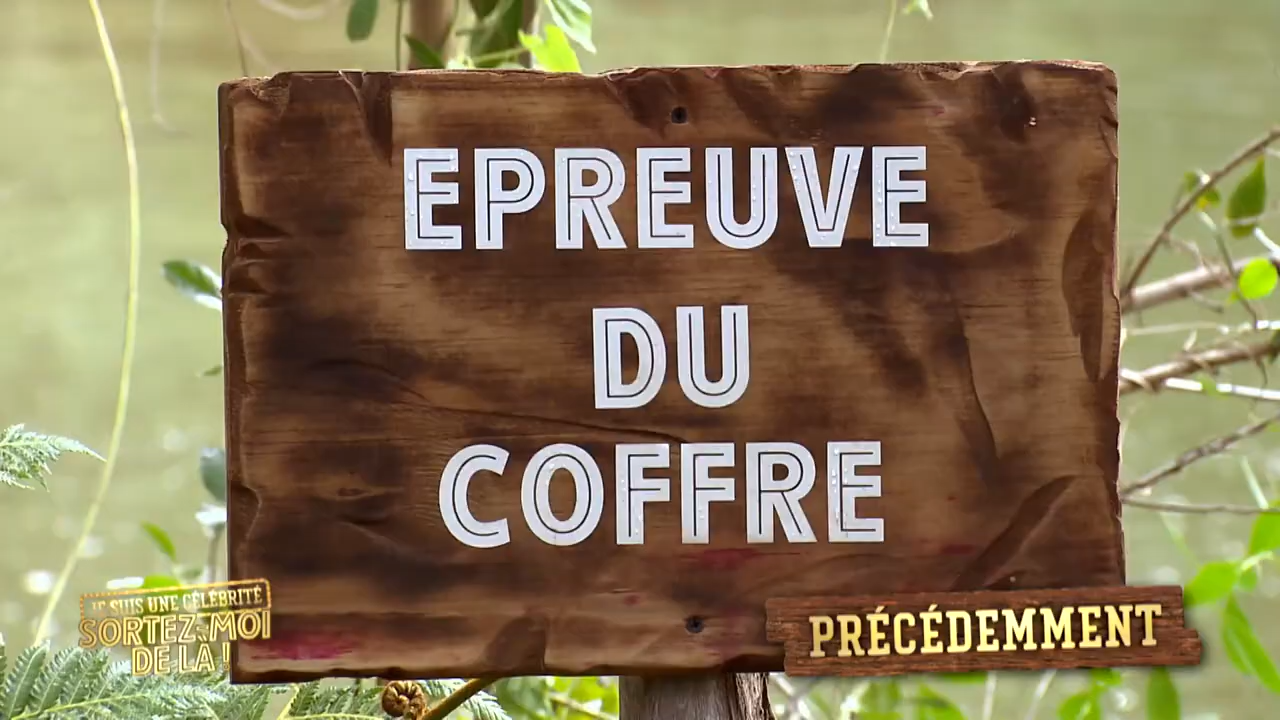 EPREUVE
DU
COFFRE
JE SUIS UNE CÉLÉBRITÉ
SORTEZ-MOI
DE LÀ !
PRÉCÉDEMMENT